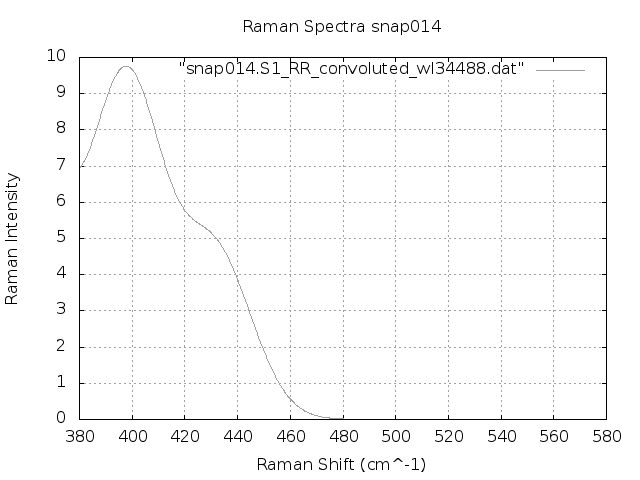 Raman Spectra snap014
"snap014.S1_RR_convoluted_wl34488.dat"
10
9
8
7
6
5
4
3
2
1
0
Raman Intensity
380 400 420 440 460 480 500 520 540 560 580
Raman Shift (cm^-1)